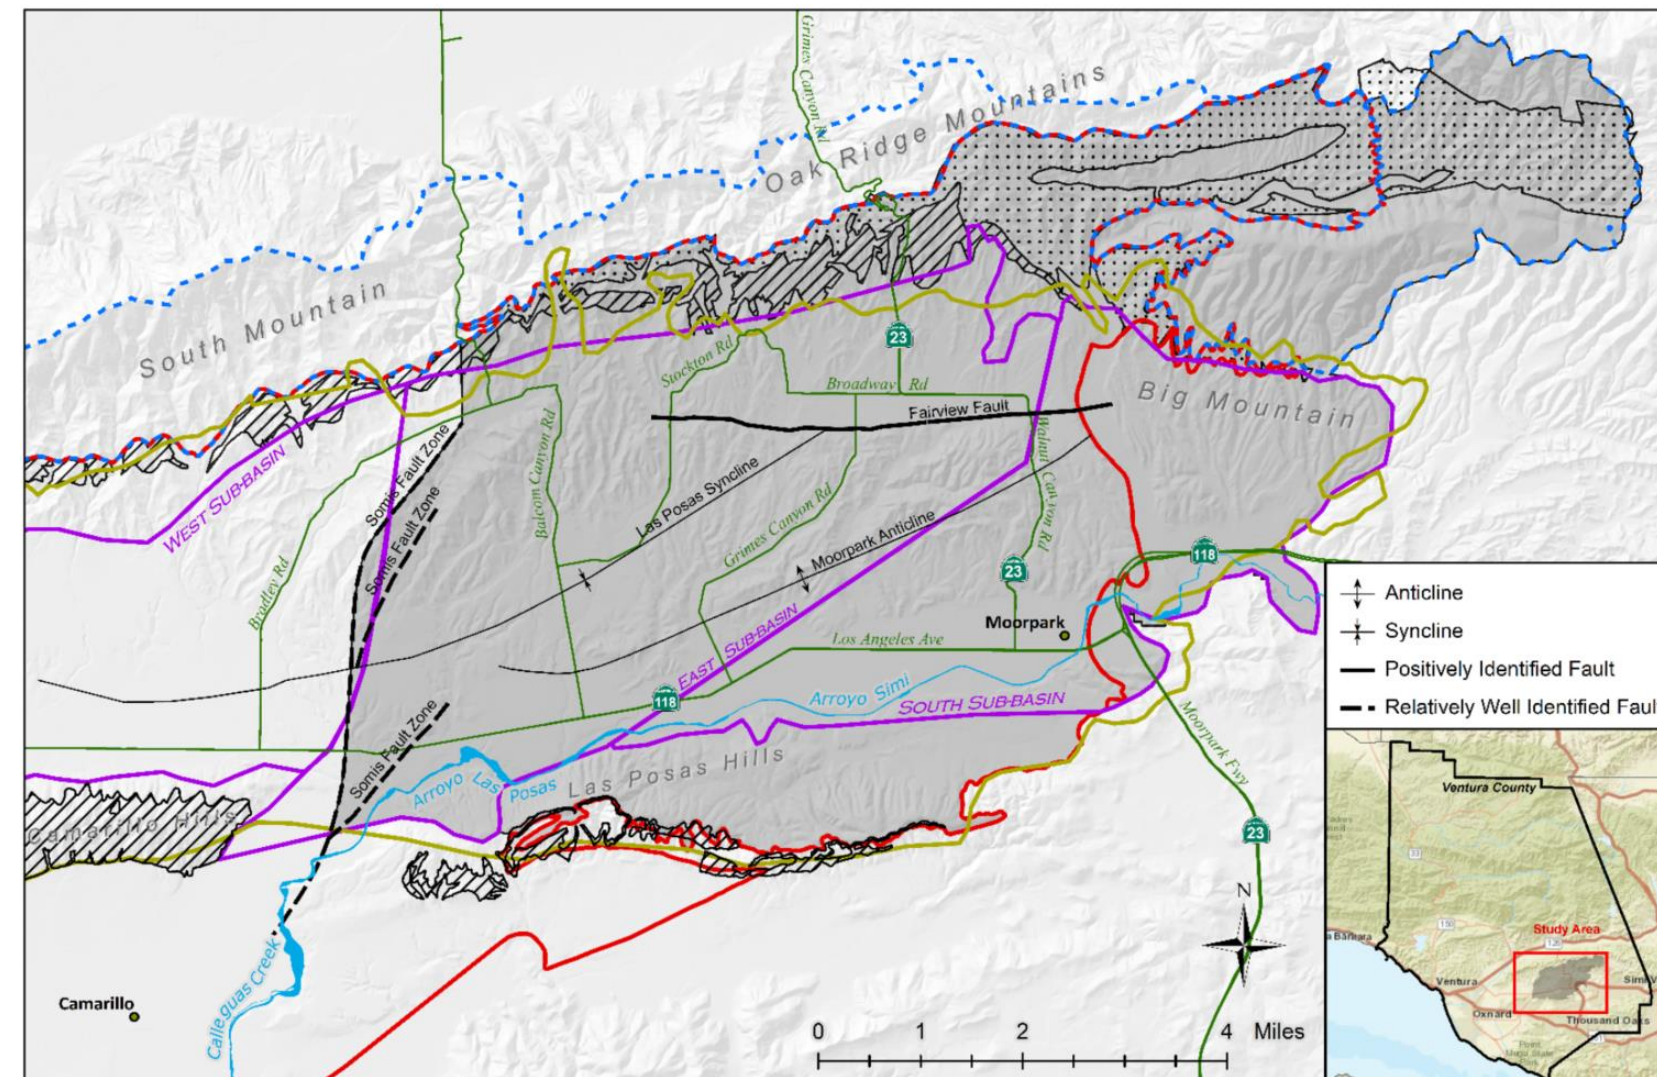 Grimes Canyon Rd
Oak Ridge Mountains
South Mountain
23
Stockton Rd
Broadway Rd
Big Mountain
Fairview Fault
WEST SUB-BASIN
Somis Fault Zone
Somis Fault Zone
Balcom Canyon Rd
Las Posas Syncline
Walnut Canyon Rd
Grimes Canyon Rd
Moorpark Anticline
Bradley Rd
118
23
Moorpark
EAST SUB-BASIN
Los Angeles Ave
118
Arroyo Simi
SOUTH SUB-BASIN
Somis Fault Zone
Moorpark Fwy
Arroyo Las Posas
Las Posas Hills
Camarillo Hills
23
N
Calleguas Creek
Camarillo
0 1 2 4 Miles
Anticline
Syncline
Positively Identified Fault
Relatively Well Identified Faul
Ventura County
33
150
Study Area
126
a Barbara
Ventura
Simi V
Oxnard
Thousand Oaks